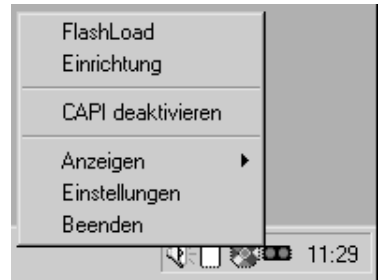 FlashLoad
Einrichtung
CAPI deaktivieren
Anzeigen
Einstellungen
Beenden
11:29